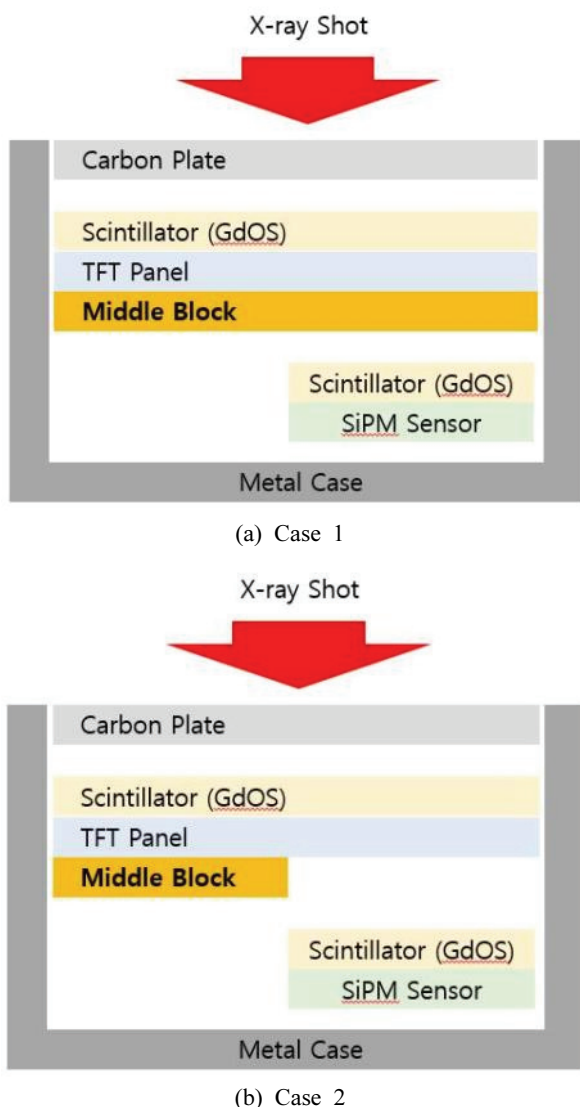 X-ray Shot
Carbon Plate
Scintillator (GdOS)
TFT Panel
Middle Block
Scintillator (GdOS)
SiPM Sensor
Metal Case
(a) Case 1
X-ray Shot
Carbon Plate
Scintillator (GdOS)
TFT Panel
Middle Block
Scintillator (GdOS)
SiPM Sensor
Metal Case
(b) Case 2